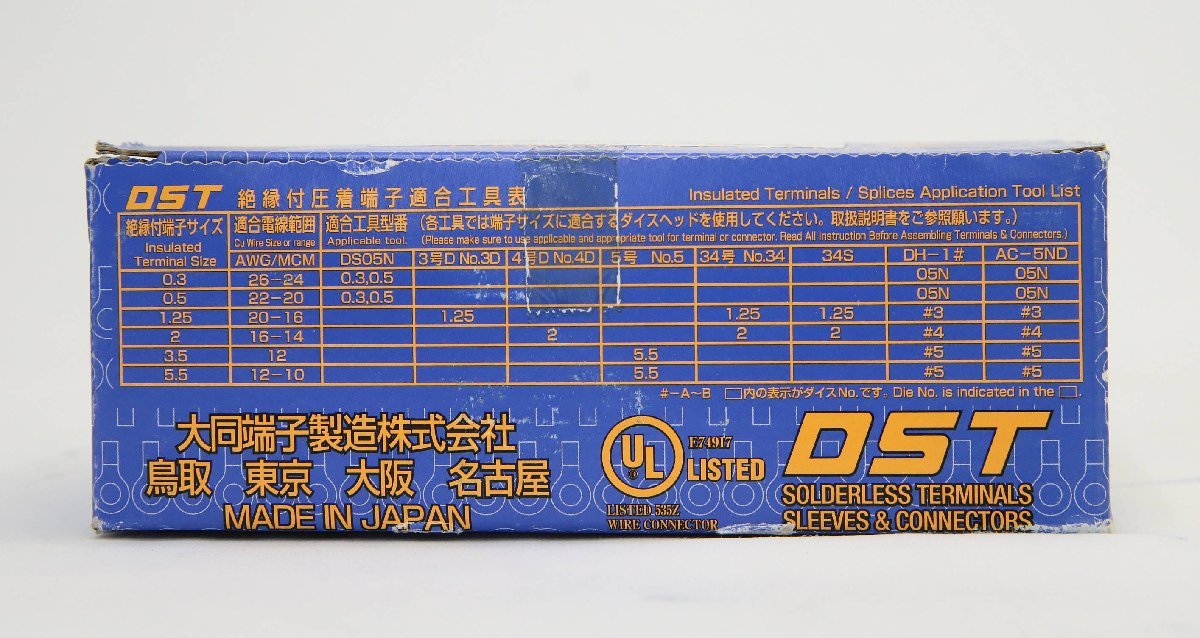 DST 絶縁付圧着端子適合工具表 Insulated Terminals / Splices Application Tool List
絶縁付端子サイズ 適合電線範囲 適合工具型番 (各工具では端子サイズに適合するダイスヘッドを使用してください。取扱説明書をご参照願います。)
Insulated Cu Wire Size or range Applicable tool. (Please make sure to use applicable and appropriate tool for terminal or connector. Read All Instruction Before Assembling Terminals & Connectors.)
Terminal Size AWG/MCM DS05N 3号D No.3D 4号D No.4D 5号 No.5 34号 No.34 34S DH-1# AC-5ND
0.3 26-24 0.3,0.5 05N 05N
0.5 22-20 0.3,0.5 05N 05N
1.25 20-16 1.25 1.25 1.25 #3 #3
2 16-14 2 2 2 #4 #4
3.5 12 5.5 #5 #5
5.5 12-10 5.5 #5 #5
#-A~B □内の表示がダイスNo.です。Die No. is indicated in the □.
大同端子製造株式会社
鳥取 東京 大阪 名古屋
MADE IN JAPAN
UL
®
E74917
LISTED
LISTED 535Z
WIRE CONNECTOR
DST
SOLDERLESS TERMINALS
SLEEVES & CONNECTORS